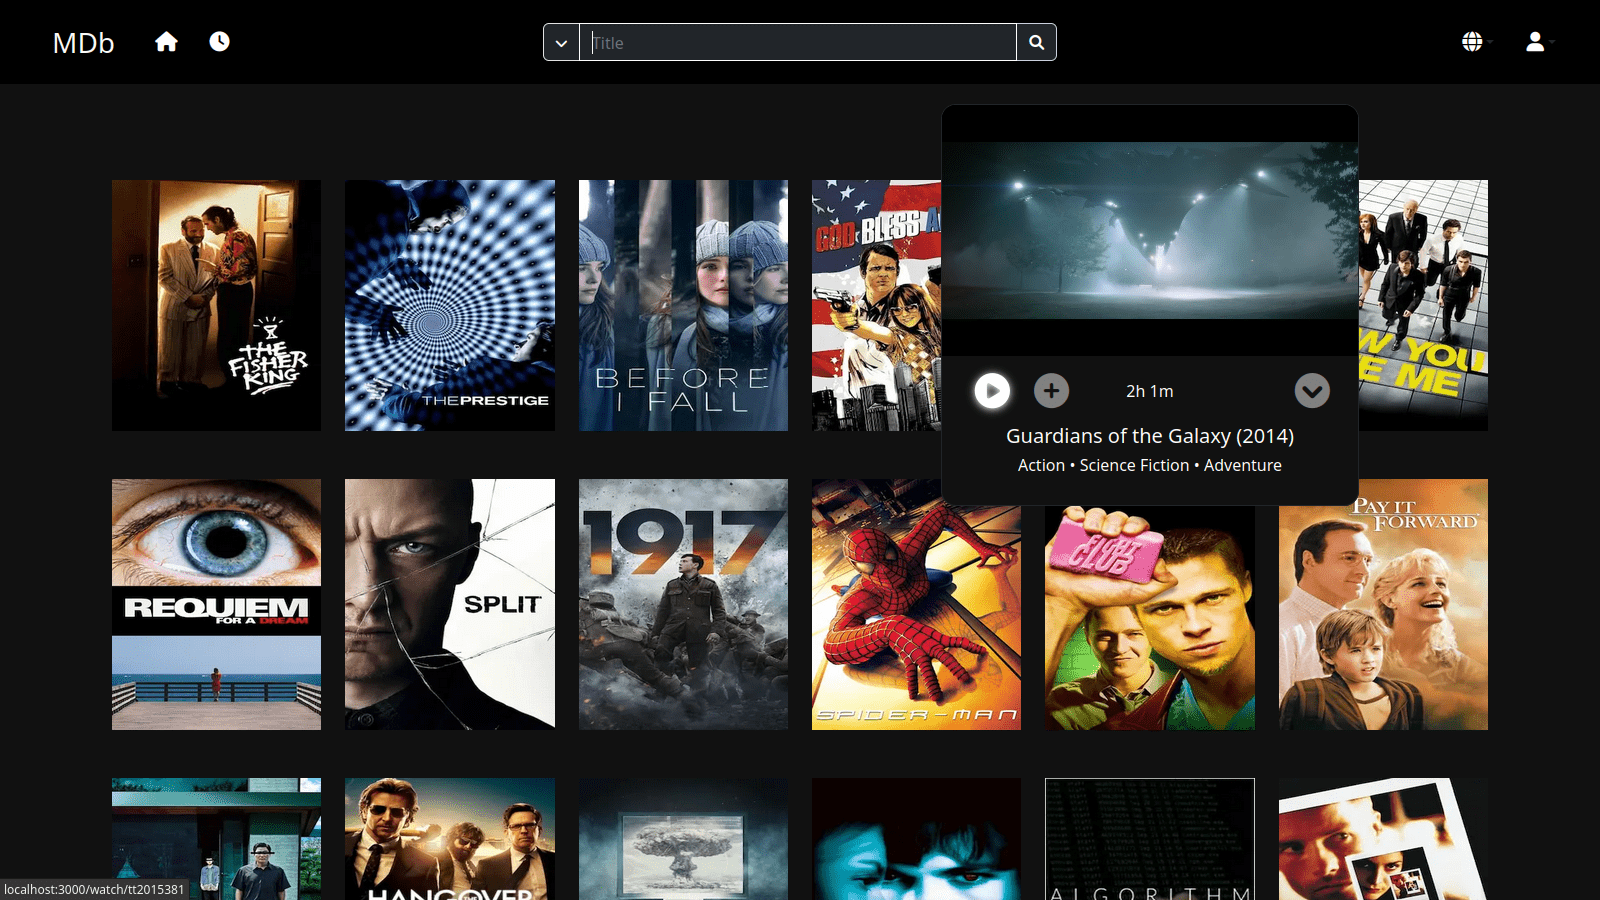 MDb
Title
THE
FISHER
KING
THE PRESTIGE
BEFORE
I FALL
GOD BLESS A
W YOU
E ME
2h 1m
Guardians of the Galaxy (2014)
Action • Science Fiction • Adventure
REQUIEM
FOR A DREAM
SPLIT
1917
SPIDER-MAN
FIGHT
CLUB
PAY IT
FORWARD
THE
HANGOVER
ALGORITHM
localhost:3000/watch/tt2015381